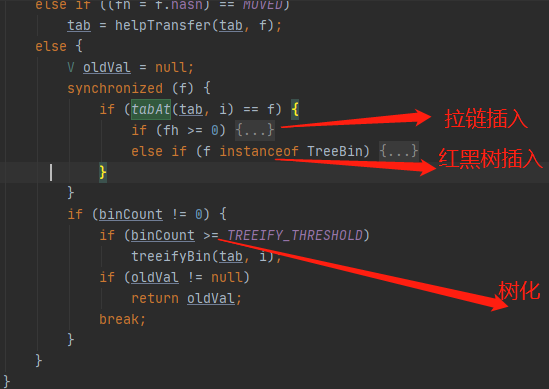 else if ((fh = f.hash) == MOVED)
tab = helpTransfer(tab, f);
else {
V oldVal = null;
synchronized (f) {
if (tabAt(tab, i) == f) {
if (fh >= 0) {...}
拉链插入
else if (f instanceof TreeBin) {...}
红黑树插入
}
}
if (binCount != 0) {
if (binCount >= TREEIFY_THRESHOLD)
treeifyBin(tab, i);
树化
if (oldVal != null)
return oldVal;
break;
}
}
}